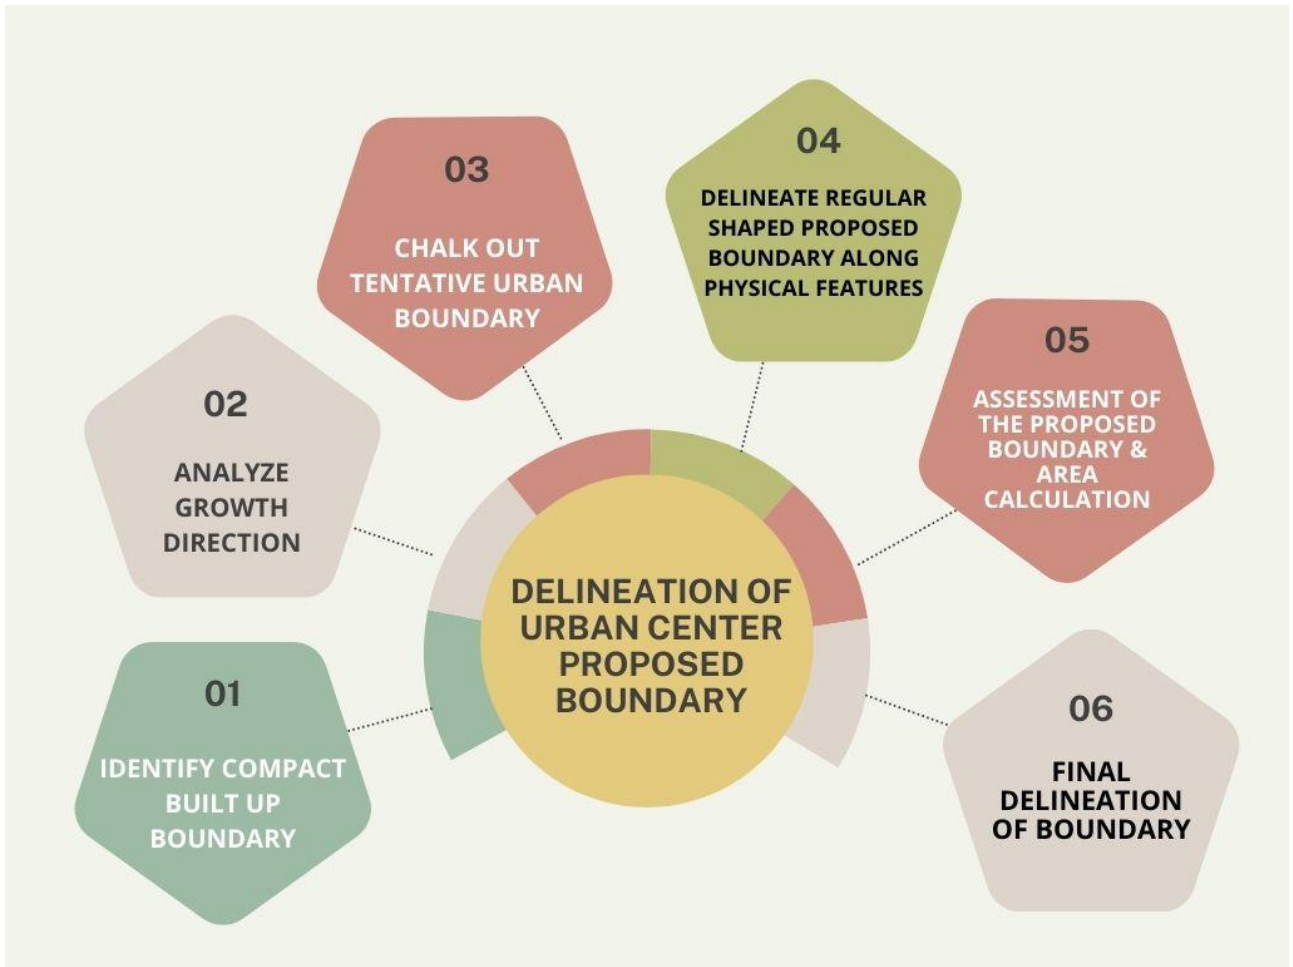 01
IDENTIFY COMPACT
BUILT UP
BOUNDARY
02
ANALYZE
GROWTH
DIRECTION
03
CHALK OUT
TENTATIVE URBAN
BOUNDARY
04
DELINEATE REGULAR
SHAPED PROPOSED
BOUNDARY ALONG
PHYSICAL FEATURES
05
ASSESSMENT OF
THE PROPOSED
BOUNDARY &
AREA
CALCULATION
06
FINAL
DELINEATION
OF BOUNDARY
DELINEATION OF
URBAN CENTER
PROPOSED
BOUNDARY